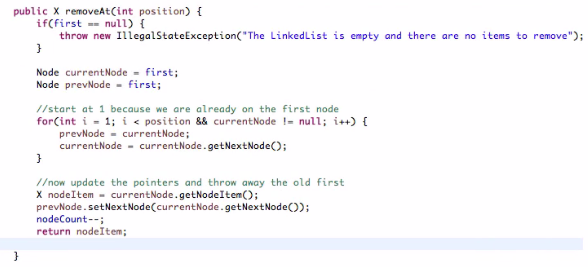 public X removeAt(int position) {
if(first == null) {
throw new IllegalStateException("The LinkedList is empty and there are no items to remove");
}
Node currentNode = first;
Node prevNode = first;
//start at 1 because we are already on the first node
for(int i = 1; i < position && currentNode != null; i++) {
prevNode = currentNode;
currentNode = currentNode.getNextNode();
}
//now update the pointers and throw away the old first
X nodeItem = currentNode.getNodeItem();
prevNode.setNextNode(currentNode.getNextNode());
nodeCount--;
return nodeItem;
}